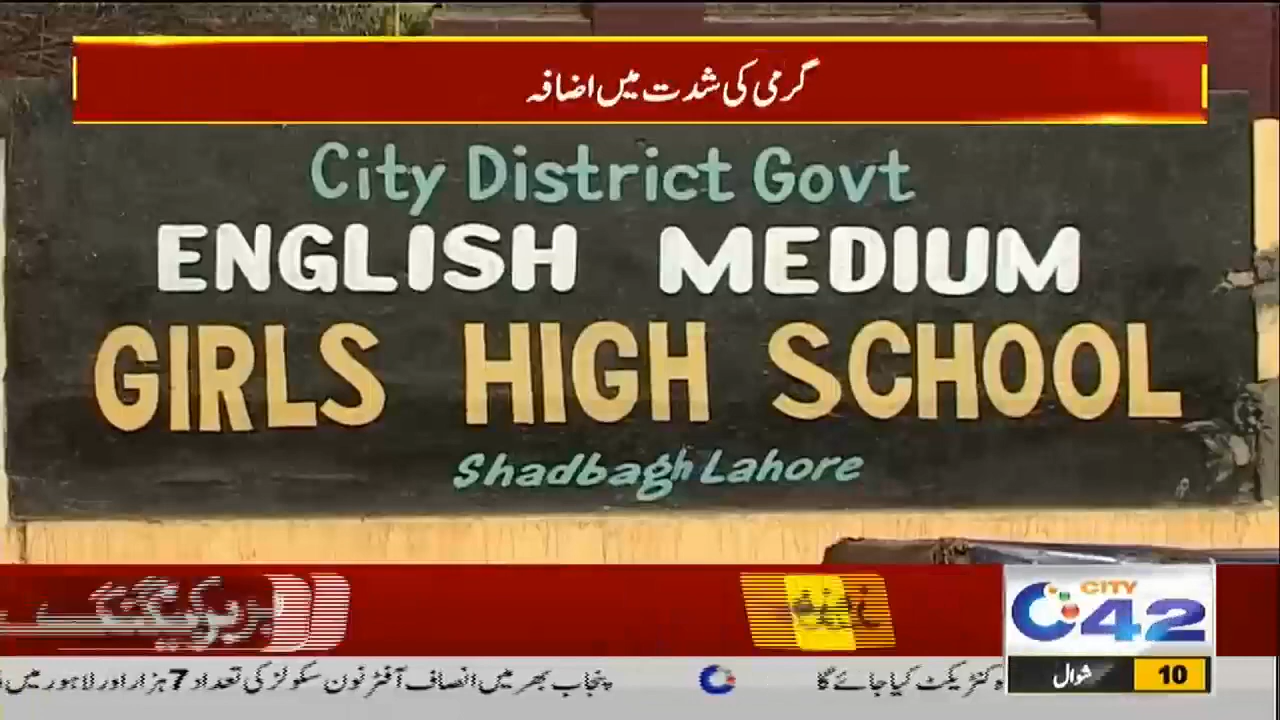 گرمی کی شدت میں اضافہ
City District Govt
ENGLISH MEDIUM
GIRLS HIGH SCHOOL
Shadbagh Lahore
بریکنگ
CITY
42
کنٹریکٹ کیا جائے گا
پنجاب بھر میں انصاف آفٹر نون سکولز کی تعداد 7 ہزار اور لاہور میں
10 شوال